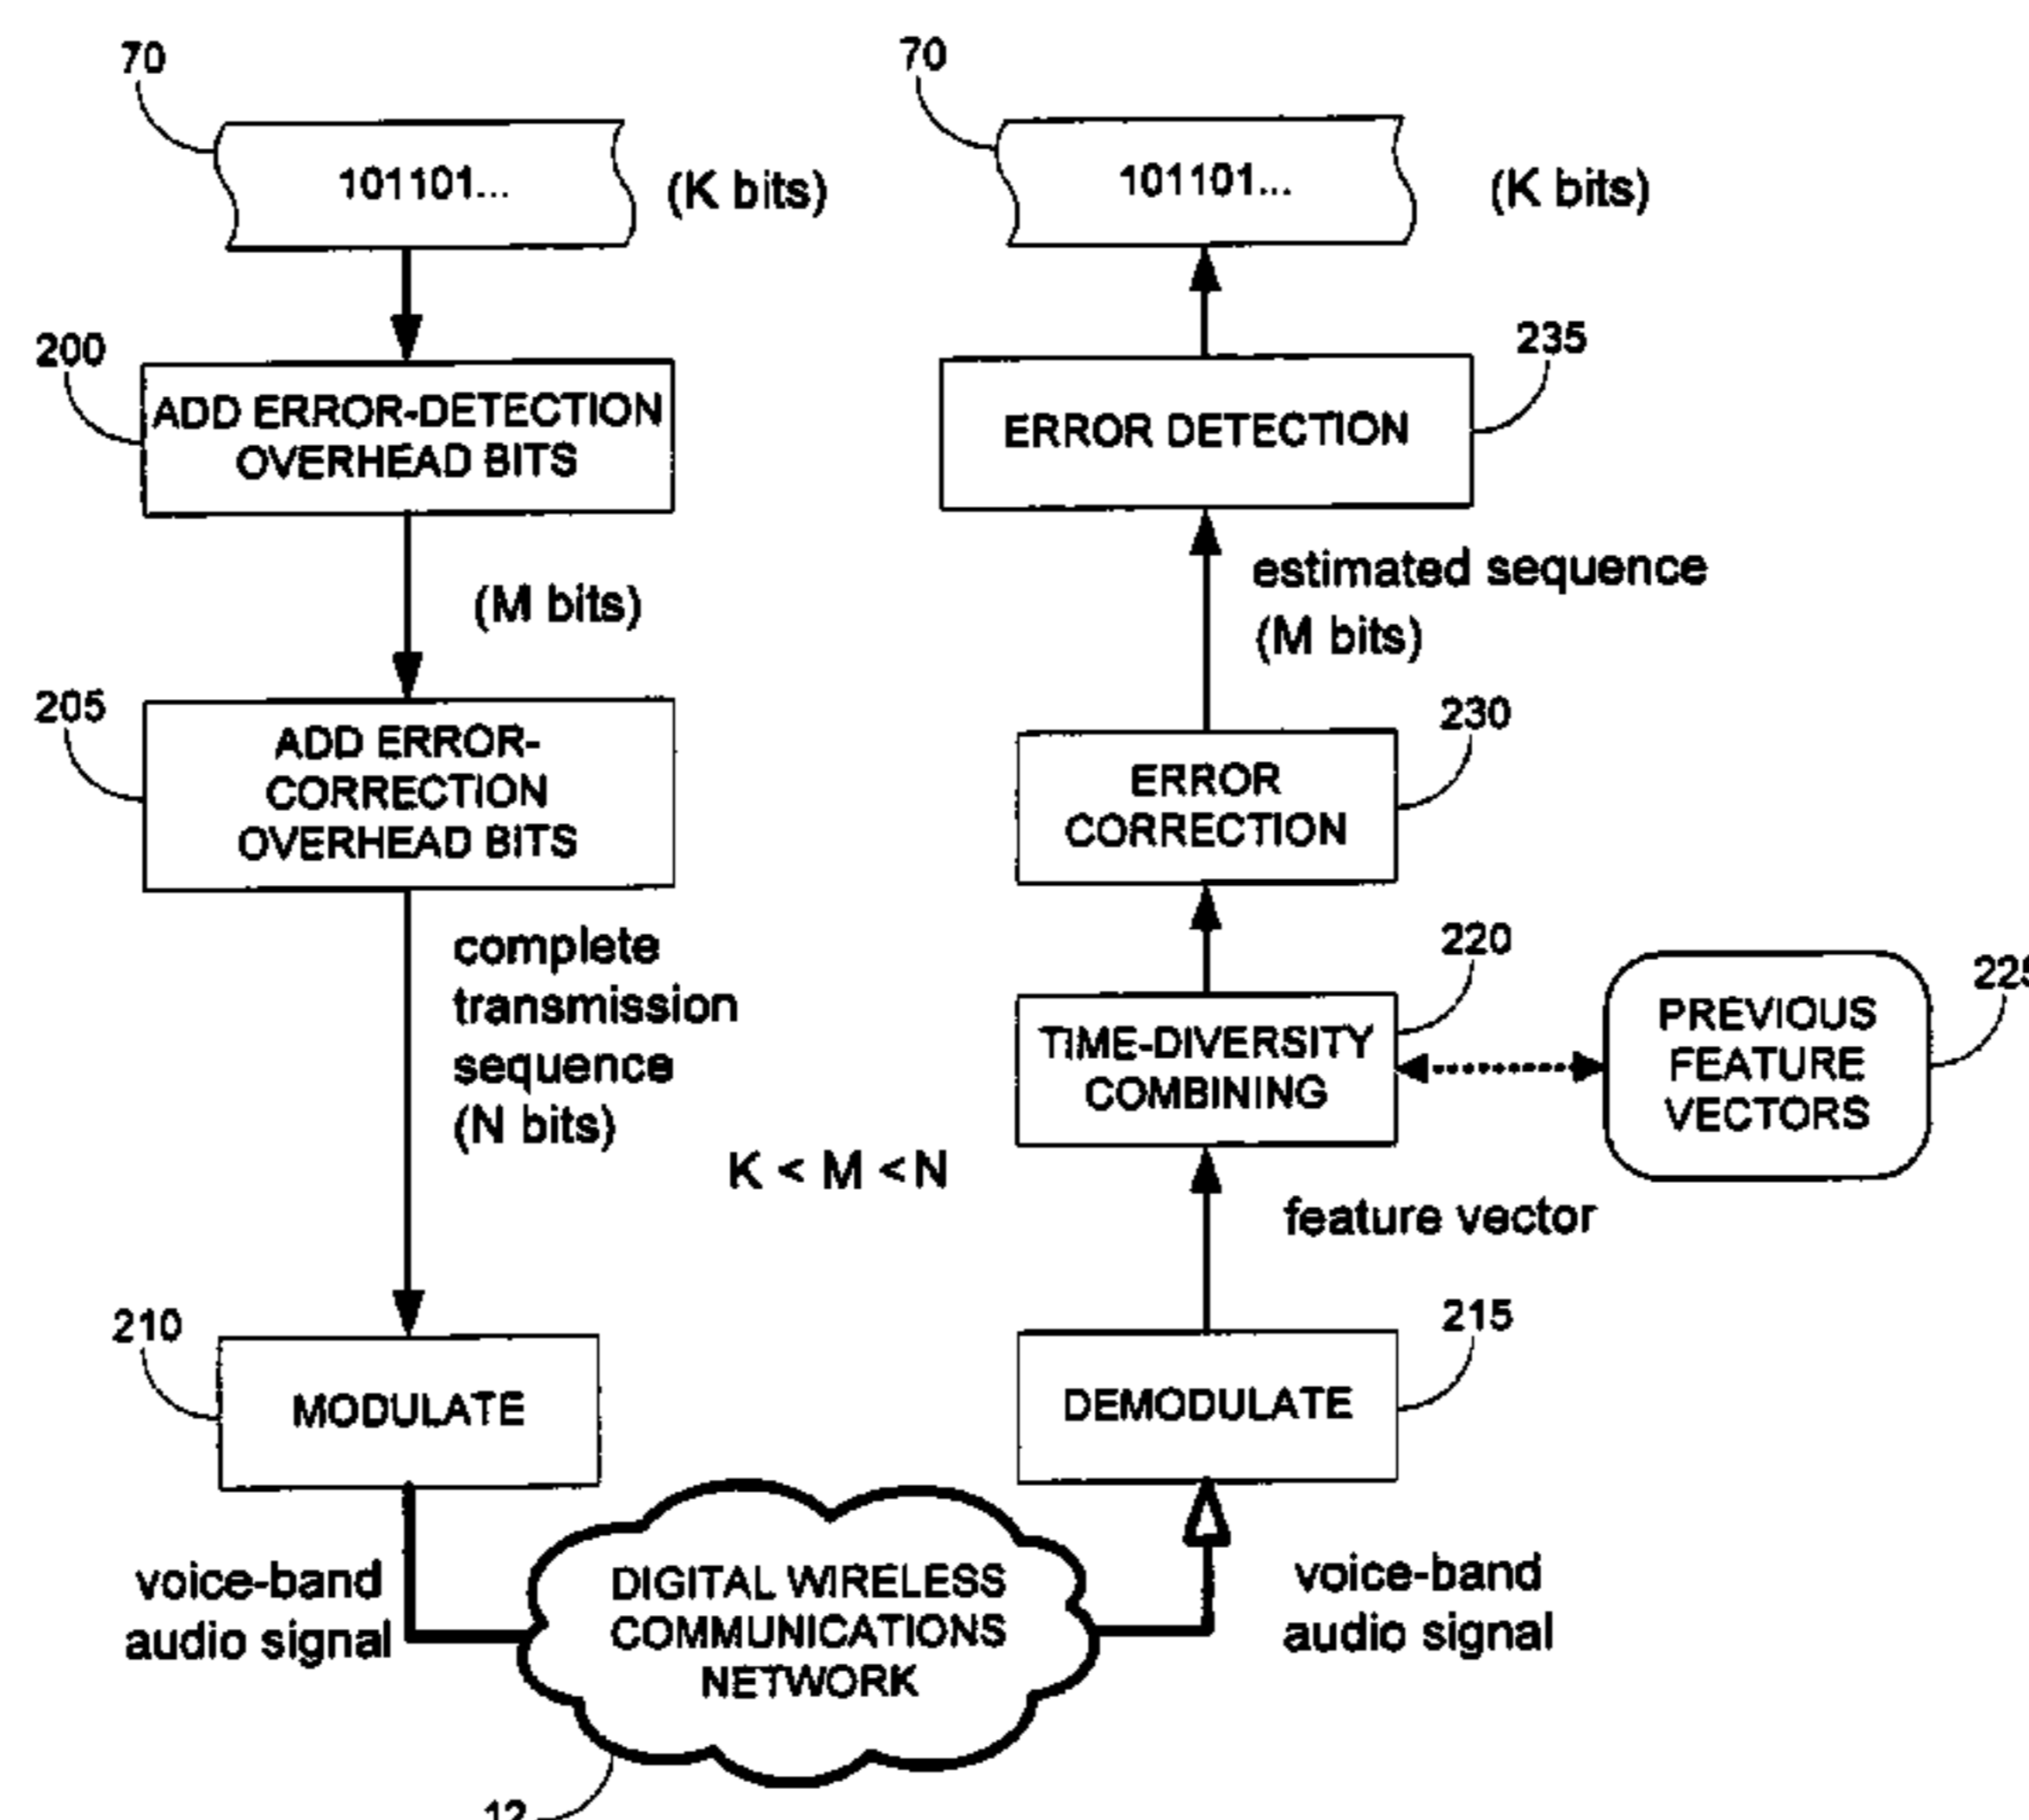 70
101101...
(K bits)
200
ADD ERROR-DETECTION
OVERHEAD BITS
(M bits)
205
ADD ERROR-
CORRECTION
OVERHEAD BITS
complete
transmission
sequence
(N bits)
K < M < N
210
MODULATE
voice-band
audio signal
DIGITAL WIRELESS
COMMUNICATIONS
NETWORK
12
70
101101...
(K bits)
235
ERROR DETECTION
estimated sequence
(M bits)
230
ERROR
CORRECTION
220
TIME-DIVERSITY
COMBINING
PREVIOUS
FEATURE
VECTORS
225
feature vector
215
DEMODULATE
voice-band
audio signal